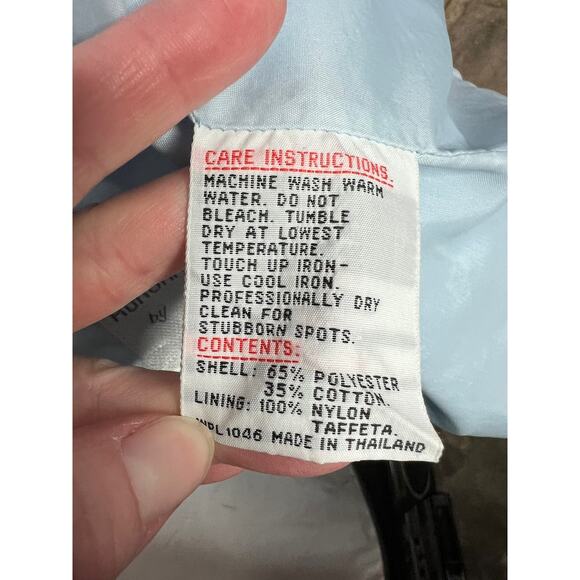 CARE INSTRUCTIONS.
MACHINE WASH WARM
WATER. DO NOT
BLEACH. TUMBLE
DRY AT LOWEST
TEMPERATURE.
TOUCH UP IRON-
USE COOL IRON.
PROFESSIONALLY DRY
CLEAN FOR
STUBBORN SPOTS.
CONTENTS:
SHELL: 65% POLYESTER
35% COTTON.
LINING: 100% NYLON
TAFFETA.
WPL1046 MADE IN THAILAND
by